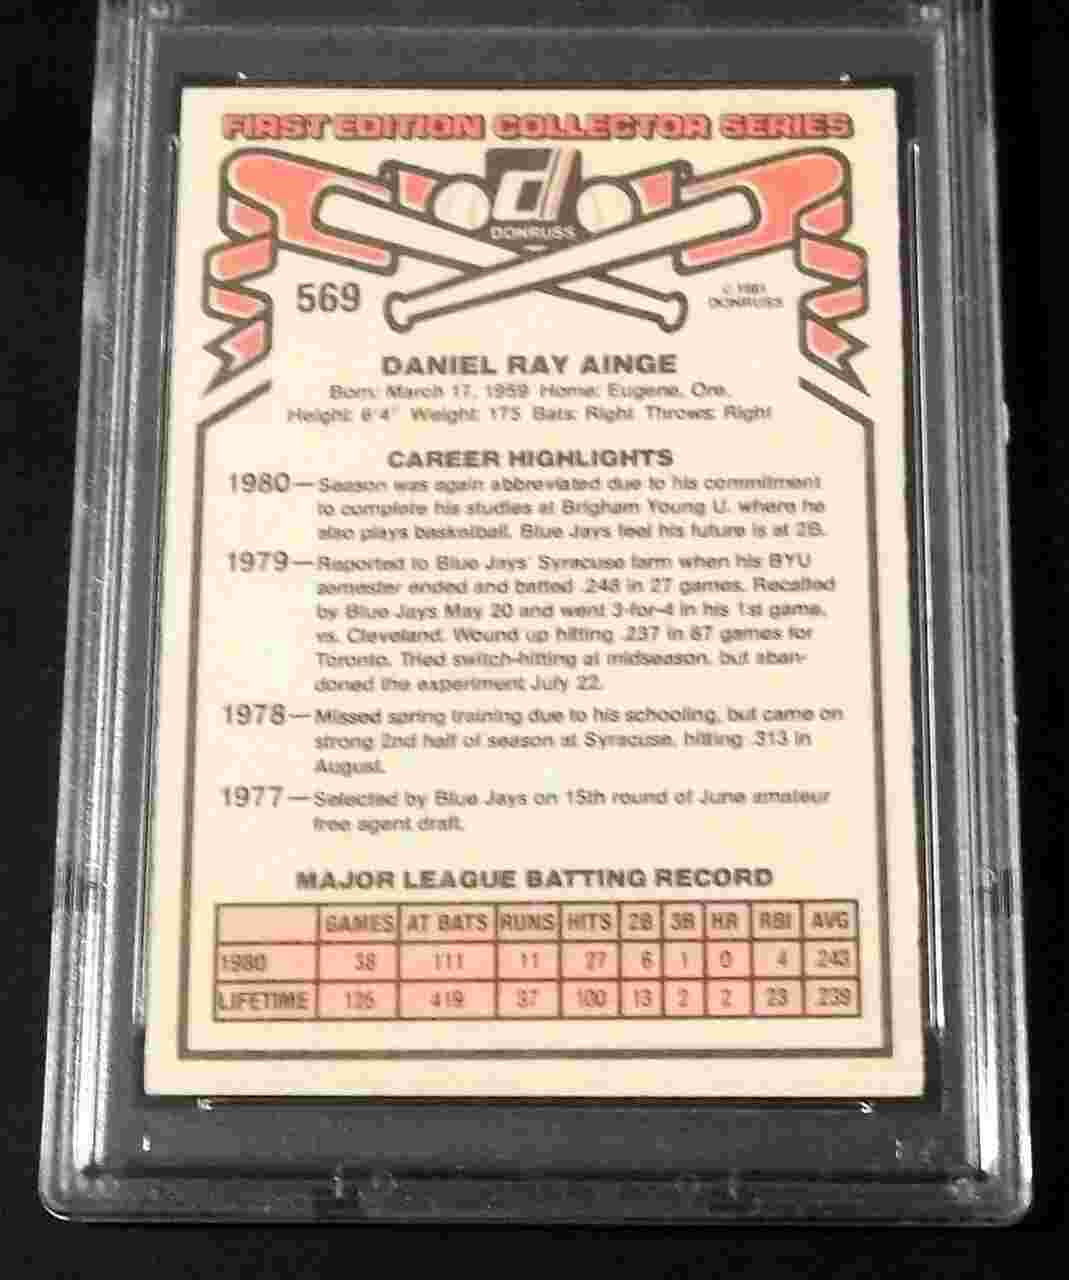 FIRST EDITION COLLECTOR SERIES
d
DONRUSS
569
© 1981
DONRUSS
DANIEL RAY AINGE
Born: March 17, 1959 Home: Eugene, Ore.
Height: 6'4" Weight: 175 Bats: Right Throws: Right
CAREER HIGHLIGHTS
1980—Season was again abbreviated due to his commitment
to complete his studies at Brigham Young U. where he
also plays basketball. Blue Jays feel his future is at 2B.
1979—Reported to Blue Jays' Syracuse farm when his BYU
semester ended and batted .248 in 27 games. Recalled
by Blue Jays May 20 and went 3-for-4 in his 1st game,
vs. Cleveland. Wound up hitting .237 in 87 games for
Toronto. Tried switch-hitting at midseason, but aban-
doned the experiment July 22.
1978—Missed spring training due to his schooling, but came on
strong 2nd half of season at Syracuse, hitting .313 in
August.
1977—Selected by Blue Jays on 15th round of June amateur
free agent draft.
MAJOR LEAGUE BATTING RECORD
GAMES AT BATS RUNS HITS 2B 3B HR RBI AVG
1980 38 111 11 27 6 1 0 4 .243
LIFETIME 125 419 37 100 13 2 2 23 .239